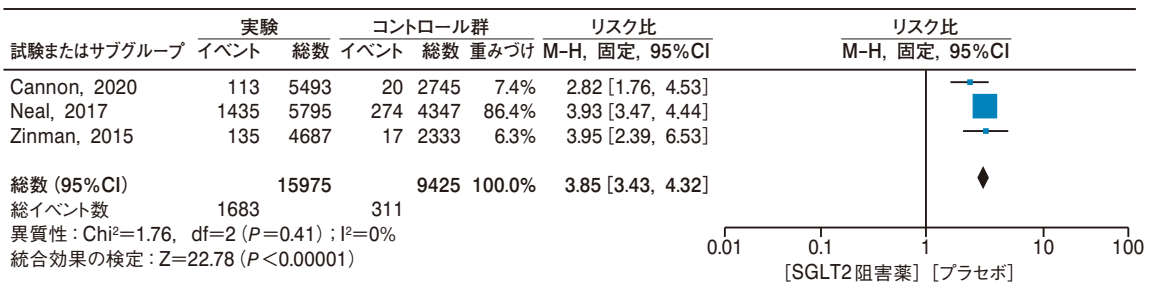 実験 コントロール群 リスク比 リスク比
試験またはサブグループ イベント 総数 イベント 総数 重みづけ M-H, 固定, 95%CI M-H, 固定, 95%CI
Cannon, 2020 113 5493 20 2745 7.4% 2.82 [1.76, 4.53]
Neal, 2017 1435 5795 274 4347 86.4% 3.93 [3.47, 4.44]
Zinman, 2015 135 4687 17 2333 6.3% 3.95 [2.39, 6.53]
総数 (95%CI) 15975 9425 100.0% 3.85 [3.43, 4.32]
総イベント数 1683 311
異質性：Chi²=1.76, df=2 (P=0.41)；I²=0%
統合効果の検定：Z=22.78 (P<0.00001)
0.01 0.1 1 10 100
[SGLT2阻害薬] [プラセボ]